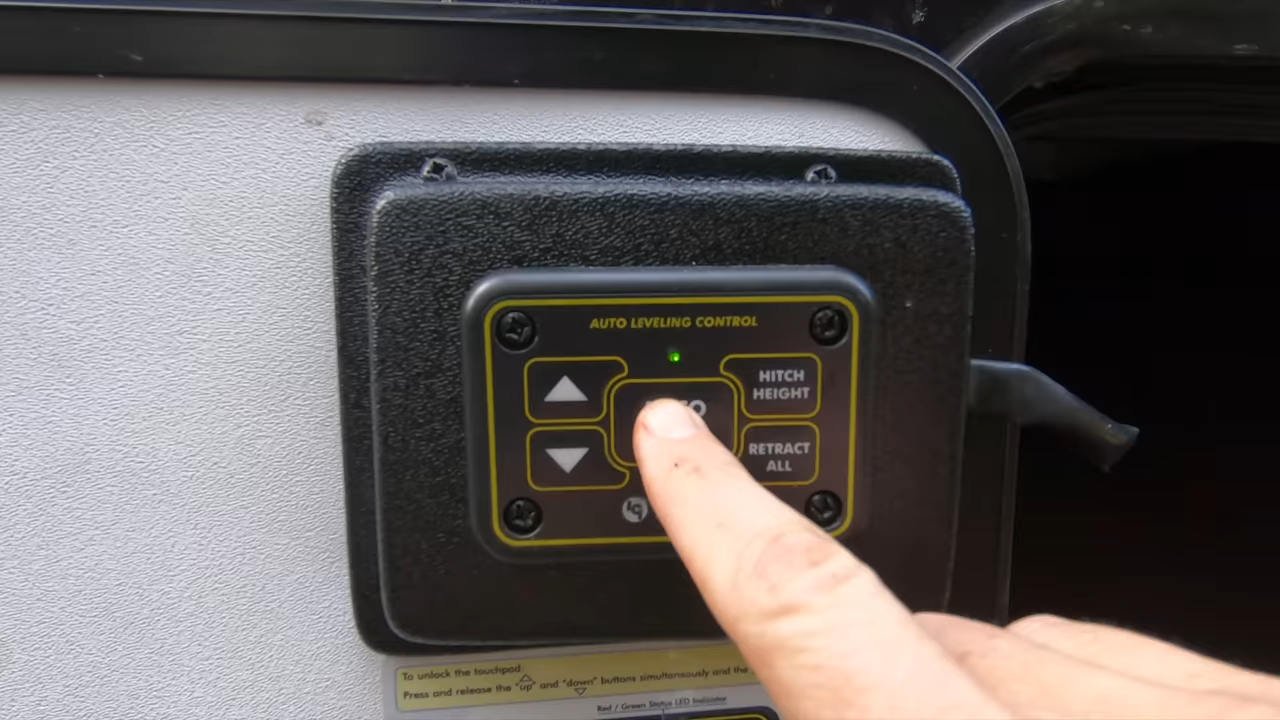 AUTO LEVELING CONTROL
HITCH
HEIGHT
RETRACT
ALL
To unlock the touchpad:
Press and release the "up" and "down" buttons simultaneously and the
Red / Green Status LED Indicator